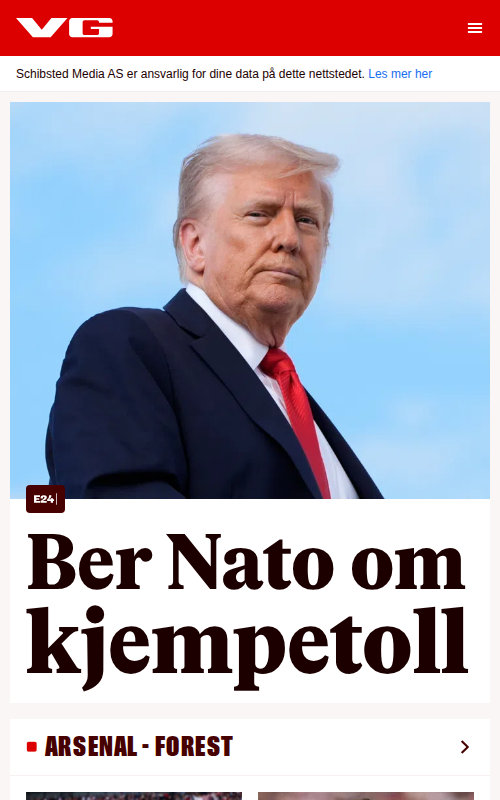 VG
Schibsted Media AS er ansvarlig for dine data på dette nettstedet. Les mer her
E24
Ber Nato om
kjempetoll
ARSENAL - FOREST